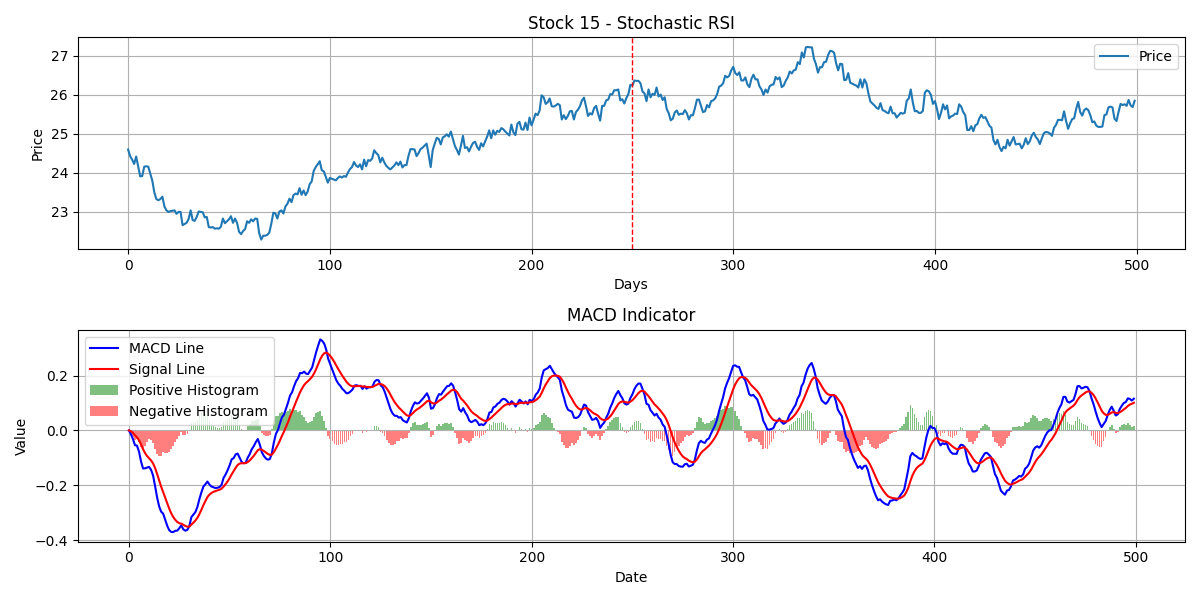 Stock 15 - Stochastic RSI
Price
27
26
25
24
23
Price
0 100 200 300 400 500
Days
MACD Indicator
MACD Line
Signal Line
Positive Histogram
Negative Histogram
0.2
0.0
−0.2
−0.4
Value
0 100 200 300 400 500
Date